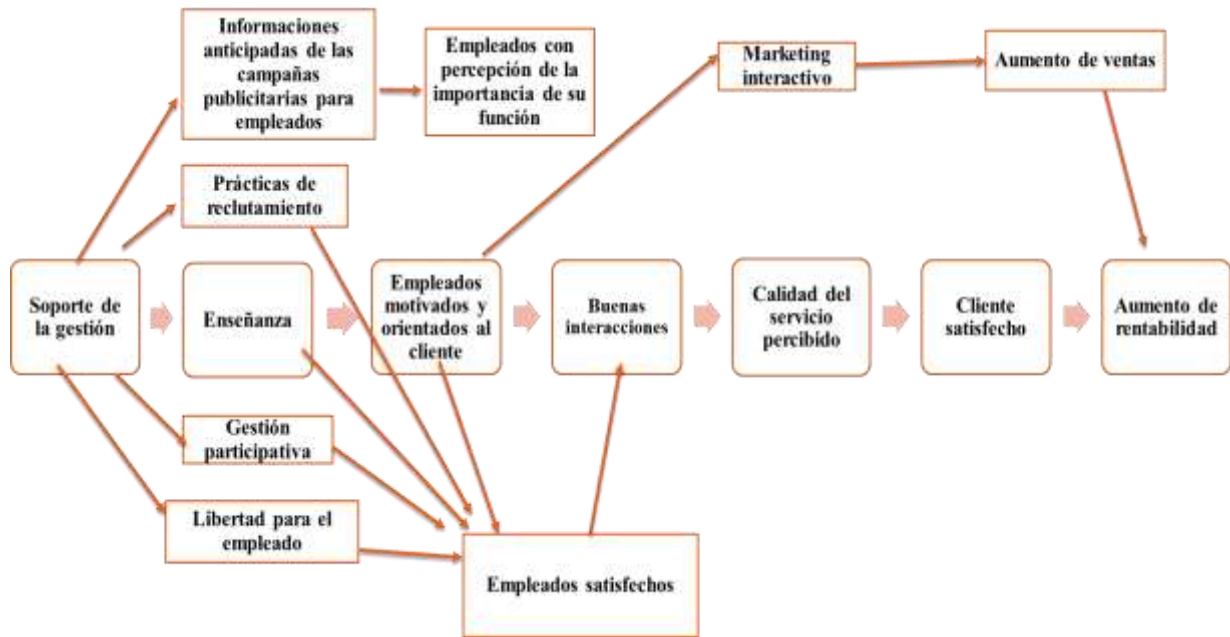 Informaciones
anticipadas de las
campañas
publicitarias para
empleados
Empleados con
percepción de la
importancia de su
función
Marketing
interactivo
Aumento de ventas
Prácticas de
reclutamiento
Soporte de
la gestión
Enseñanza
Empleados
motivados y
orientados al
cliente
Buenas
interacciones
Calidad del
servicio
percibido
Cliente
satisfecho
Aumento de
rentabilidad
Gestión
participativa
Libertad para el
empleado
Empleados satisfechos